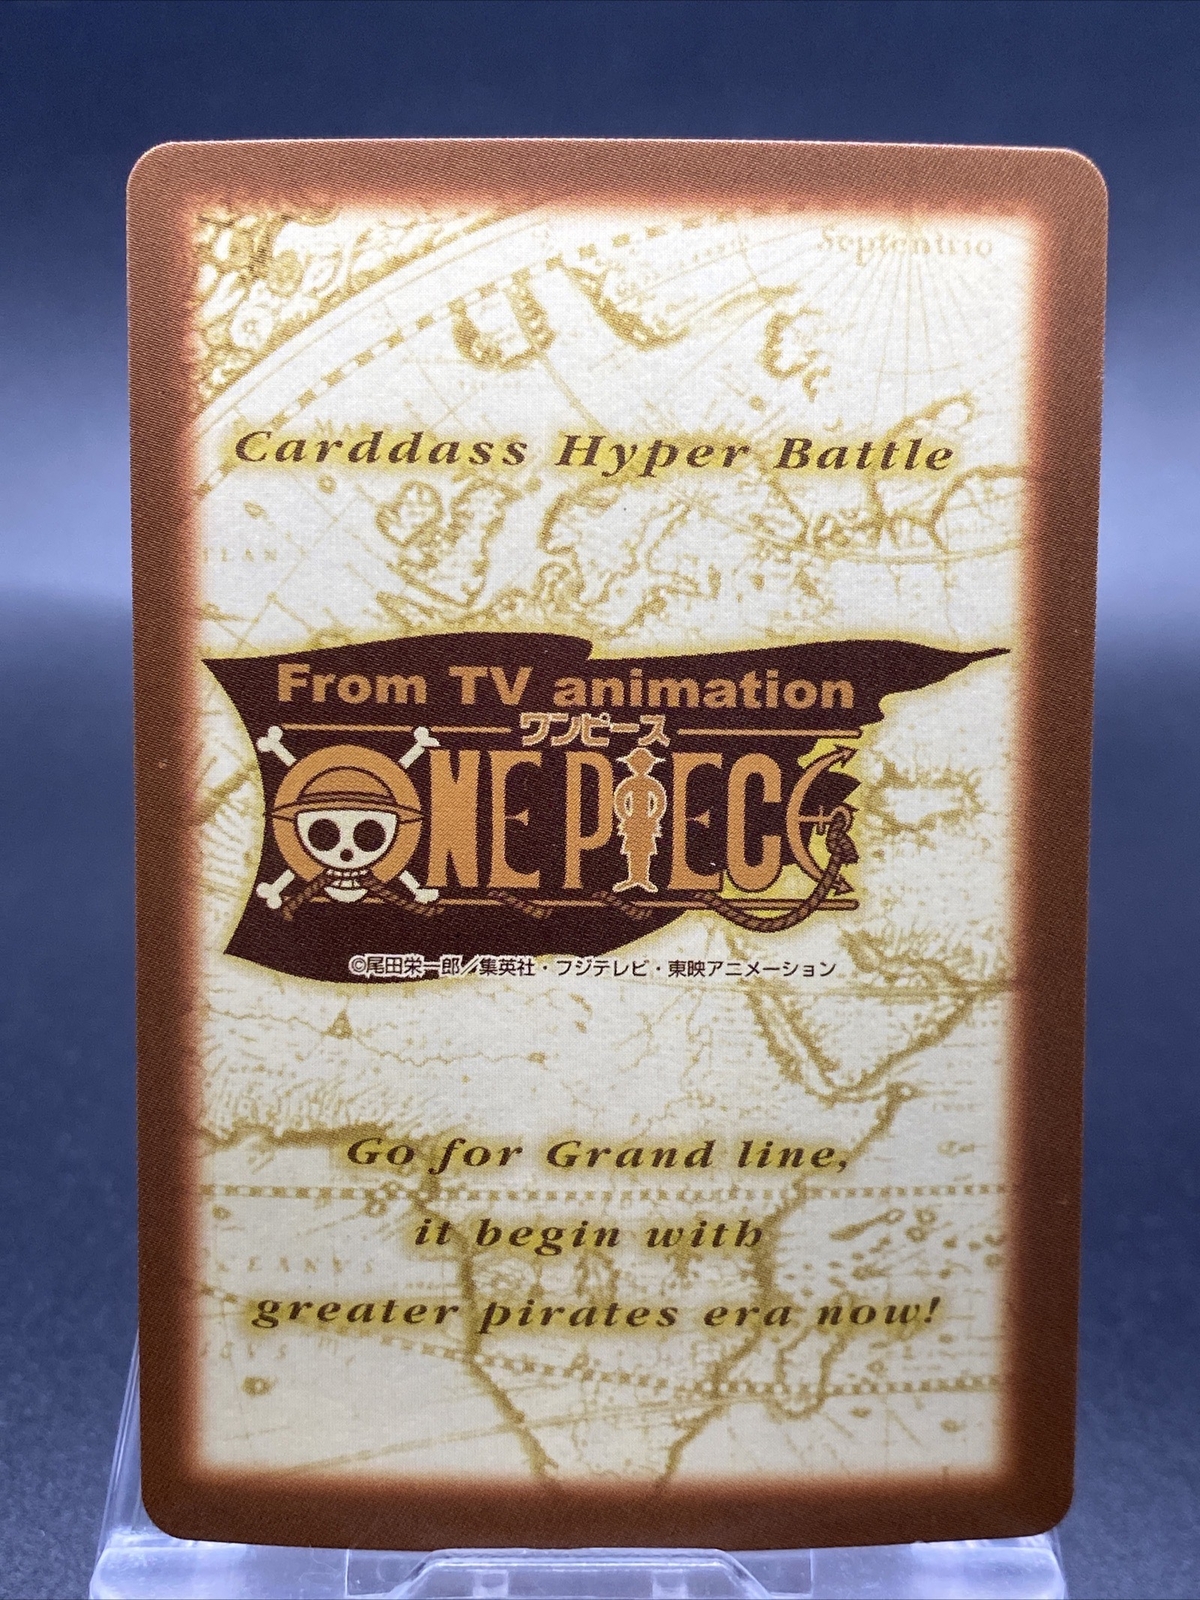 Septentrio
Carddass Hyper Battle
From TV animation
ワンピース
ONE PIECE
©尾田栄一郎／集英社・フジテレビ・東映アニメーション
Go for Grand line,
it begin with
greater pirates era now!